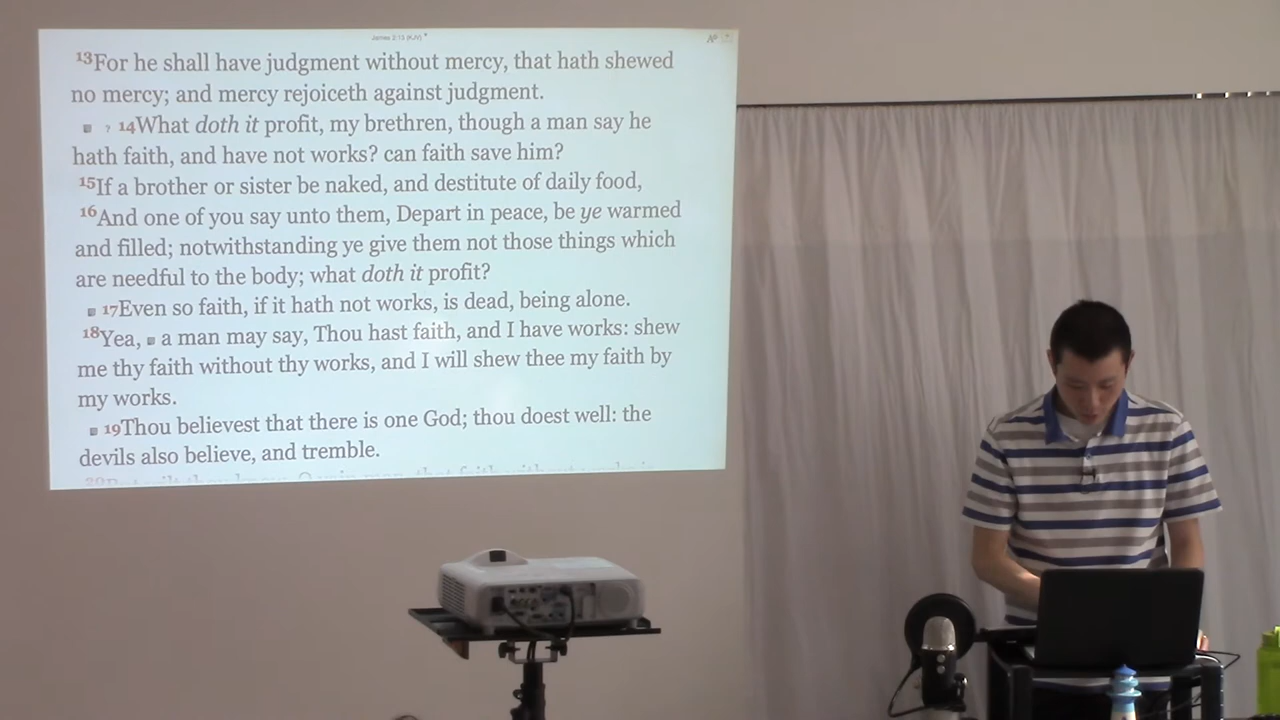 James 2:13 (KJV)
13For he shall have judgment without mercy, that hath shewed
no mercy; and mercy rejoiceth against judgment.
14What doth it profit, my brethren, though a man say he
hath faith, and have not works? can faith save him?
15If a brother or sister be naked, and destitute of daily food,
16And one of you say unto them, Depart in peace, be ye warmed
and filled; notwithstanding ye give them not those things which
are needful to the body; what doth it profit?
17Even so faith, if it hath not works, is dead, being alone.
18Yea, a man may say, Thou hast faith, and I have works: shew
me thy faith without thy works, and I will shew thee my faith by
my works.
19Thou believest that there is one God; thou doest well: the
devils also believe, and tremble.